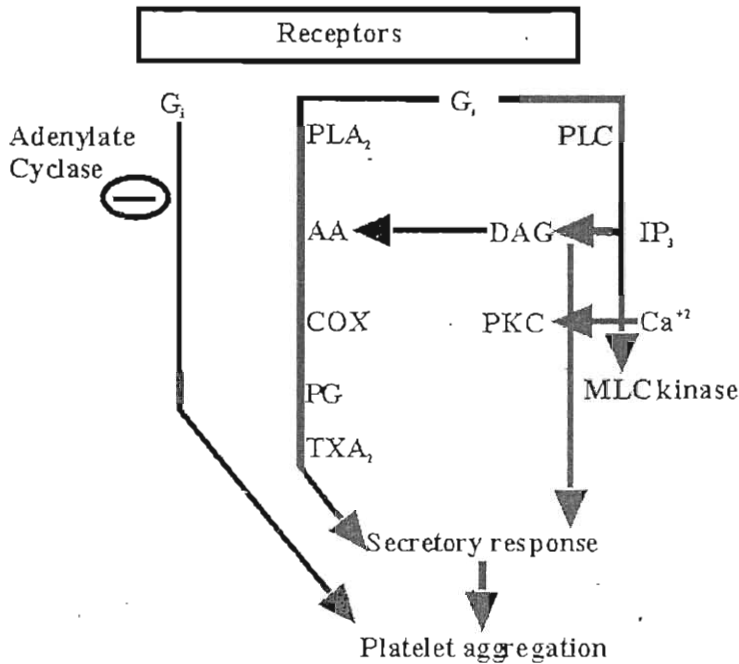 Receptors
Gi
Adenylate
Cyclase
PLA2
AA
COX
PG
TXA2
G
PLC
DAG
IP3
PKC
Ca+2
MLC kinase
Secretory response
Platelet aggregation